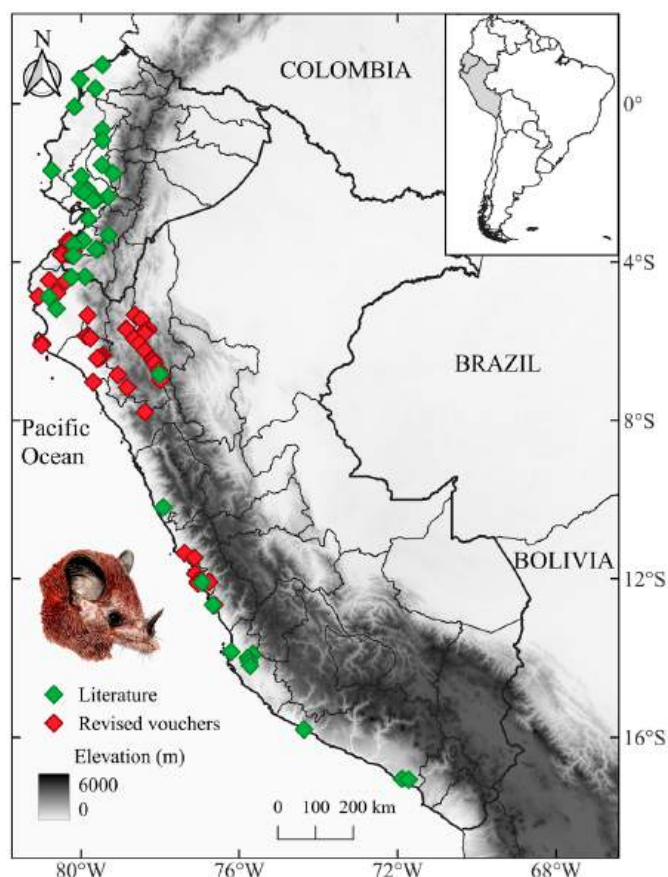 N
COLOMBIA
0°
4°S
BRAZIL
8°S
Pacific
Ocean
BOLIVIA
12°S
Literature
Revised vouchers
Elevation (m)
6000
0
16°S
0 100 200 km
80°W
76°W
72°W
68°W